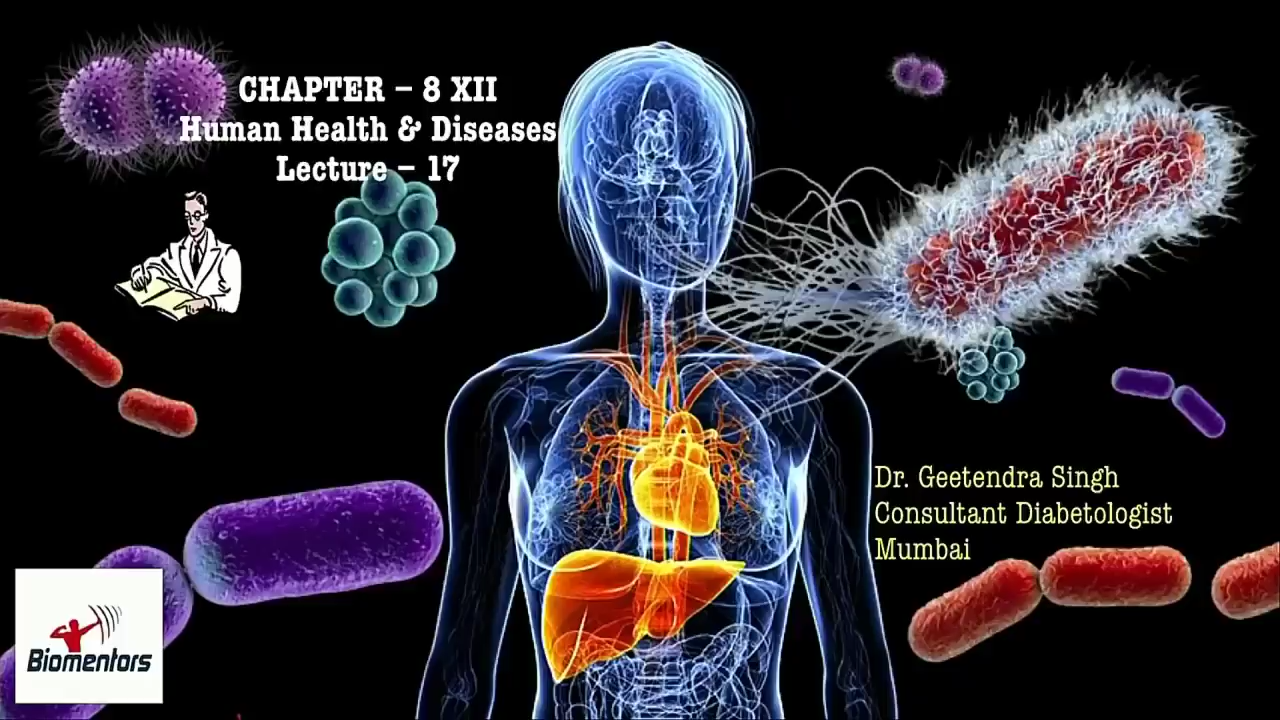 CHAPTER – 8 XII
Human Health & Diseases
Lecture – 17
Dr. Geetendra Singh
Consultant Diabetologist
Mumbai
Biomentors